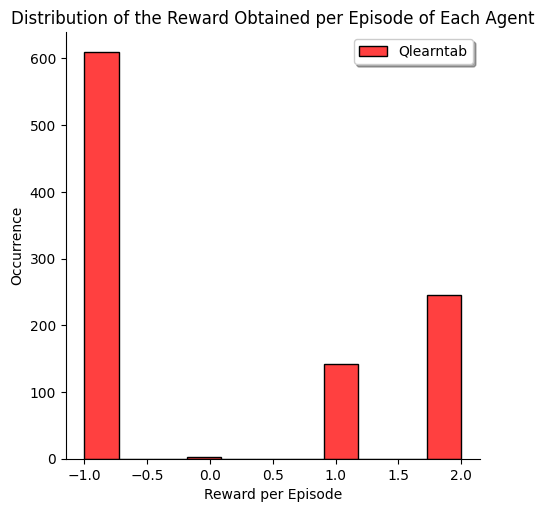 Distribution of the Reward Obtained per Episode of Each Agent
Qlearntab
600
500
400
300
200
100
0
Occurrence
−1.0 −0.5 0.0 0.5 1.0 1.5 2.0
Reward per Episode